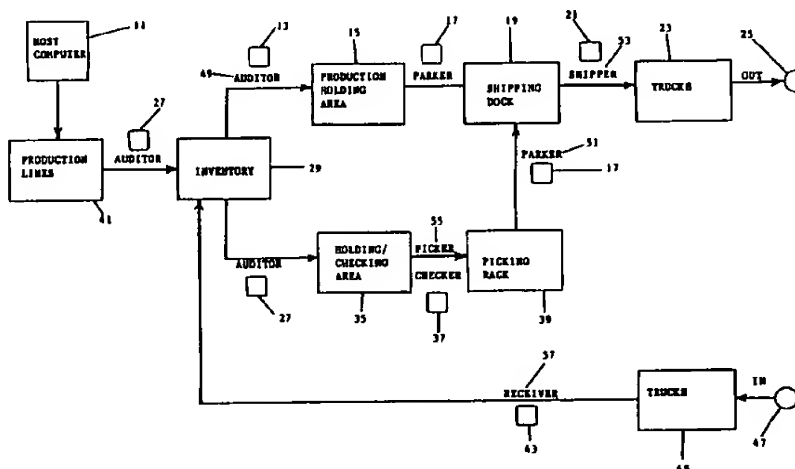 HOST
COMPUTER
11
27
AUDITOR
PRODUCTION
LINES
41
13
49
AUDITOR
INVENTORY
29
15
PRODUCTION
HOLDING
AREA
17
PARKER
19
SHIPPING
DOCK
21
53
SHIPPER
23
TRUCKS
OUT
25
PARKER
51
17
AUDITOR
27
HOLDING/
CHECKING
AREA
35
55
PICKER
CHECKER
37
PICKING
RACK
39
57
RECEIVER
43
TRUCKS
IN
47